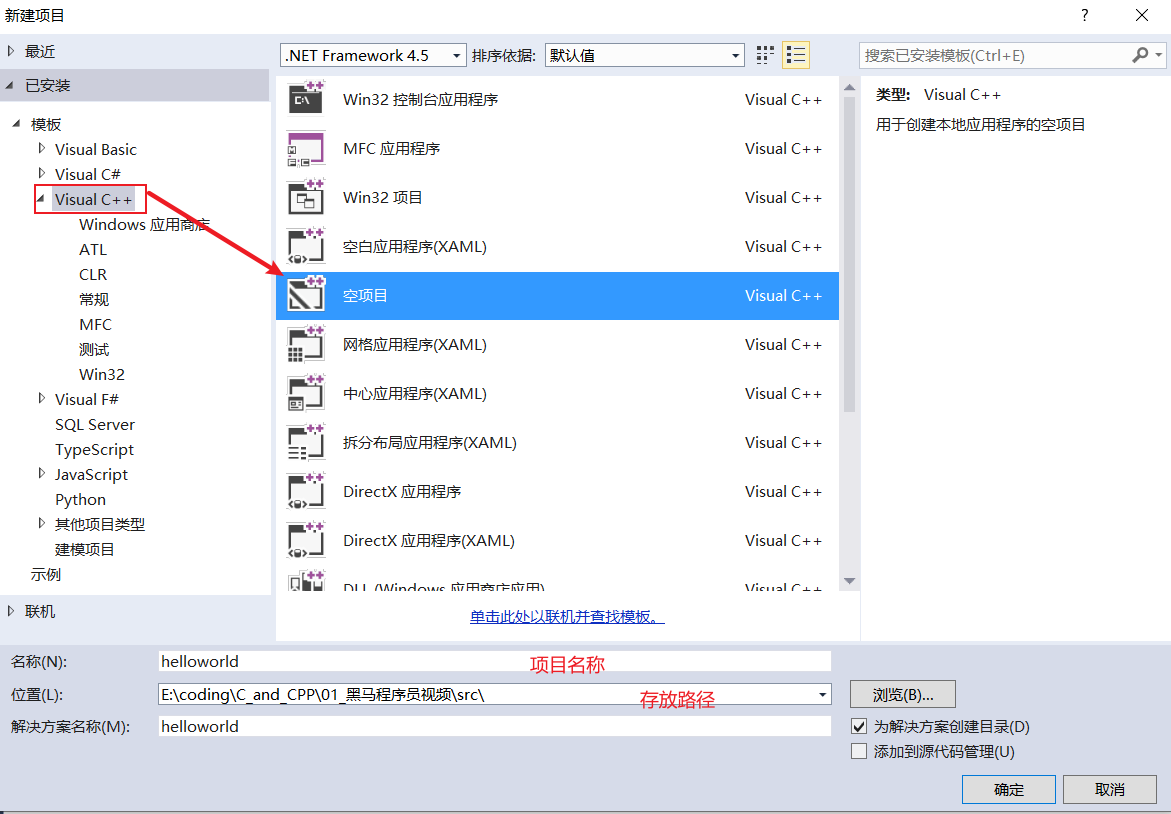 新建项目
?
最近
.NET Framework 4.5
排序依据:
默认值
搜索已安装模板(Ctrl+E)
已安装
模板
Visual Basic
Visual C#
Visual C++
Windows 应用商店
ATL
CLR
常规
MFC
测试
Win32
Visual F#
SQL Server
TypeScript
JavaScript
Python
其他项目类型
建模项目
示例
联机
Win32 控制台应用程序 Visual C++
MFC 应用程序 Visual C++
Win32 项目 Visual C++
空白应用程序(XAML) Visual C++
空项目 Visual C++
网格应用程序(XAML) Visual C++
中心应用程序(XAML) Visual C++
拆分布局应用程序(XAML) Visual C++
DirectX 应用程序 Visual C++
DirectX 应用程序(XAML) Visual C++
DLL (Windows 应用商店应用) Visual C++
单击此处以联机并查找模板。
类型: Visual C++
用于创建本地应用程序的空项目
名称(N): helloworld 项目名称
位置(L): E:\coding\C_and_CPP\01_黑马程序员视频\src\ 存放路径 浏览(B)...
解决方案名称(M): helloworld
为解决方案创建目录(D)
添加到源代码管理(U)
确定 取消